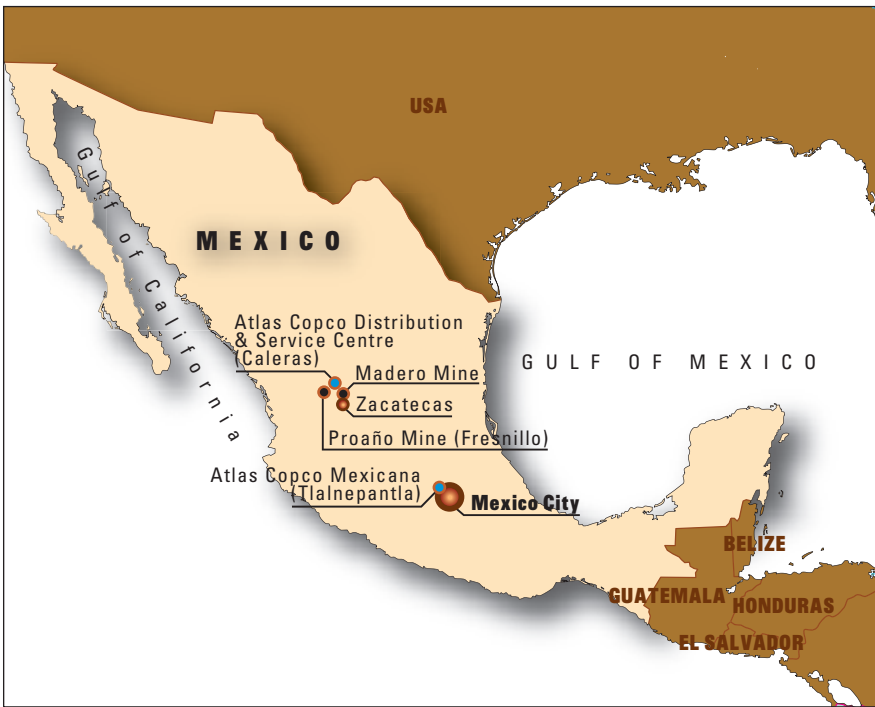 USA
Gulf of California
MEXICO
Atlas Copco Distribution
& Service Centre
(Caleras)
GULF OF MEXICO
Madero Mine
Zacatecas
Proaño Mine (Fresnillo)
Atlas Copco Mexicana
(Tlalnepantla)
Mexico City
BELIZE
GUATEMALA
HONDURAS
EL SALVADOR